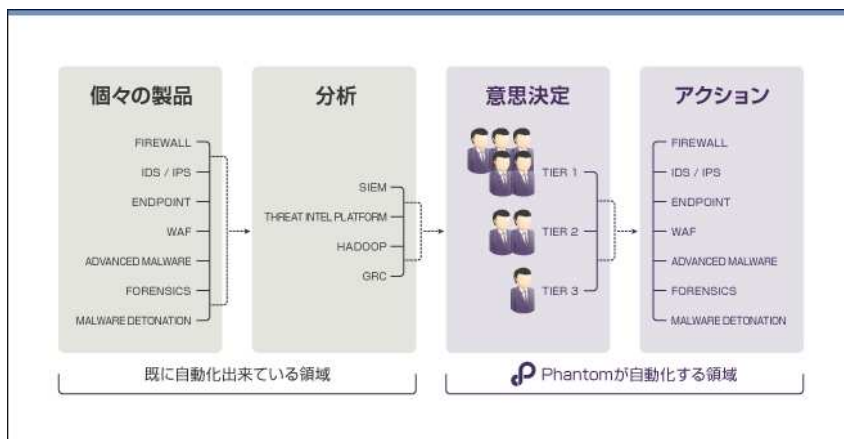 個々の製品
FIREWALL
IDS / IPS
ENDPOINT
WAF
ADVANCED MALWARE
FORENSICS
MALWARE DETONATION
分析
SIEM
THREAT INTEL PLATFORM
HADOOP
GRC
意思決定
TIER 1
TIER 2
TIER 3
アクション
FIREWALL
IDS / IPS
ENDPOINT
WAF
ADVANCED MALWARE
FORENSICS
MALWARE DETONATION
既に自動化出来ている領域
Phantomが自動化する領域